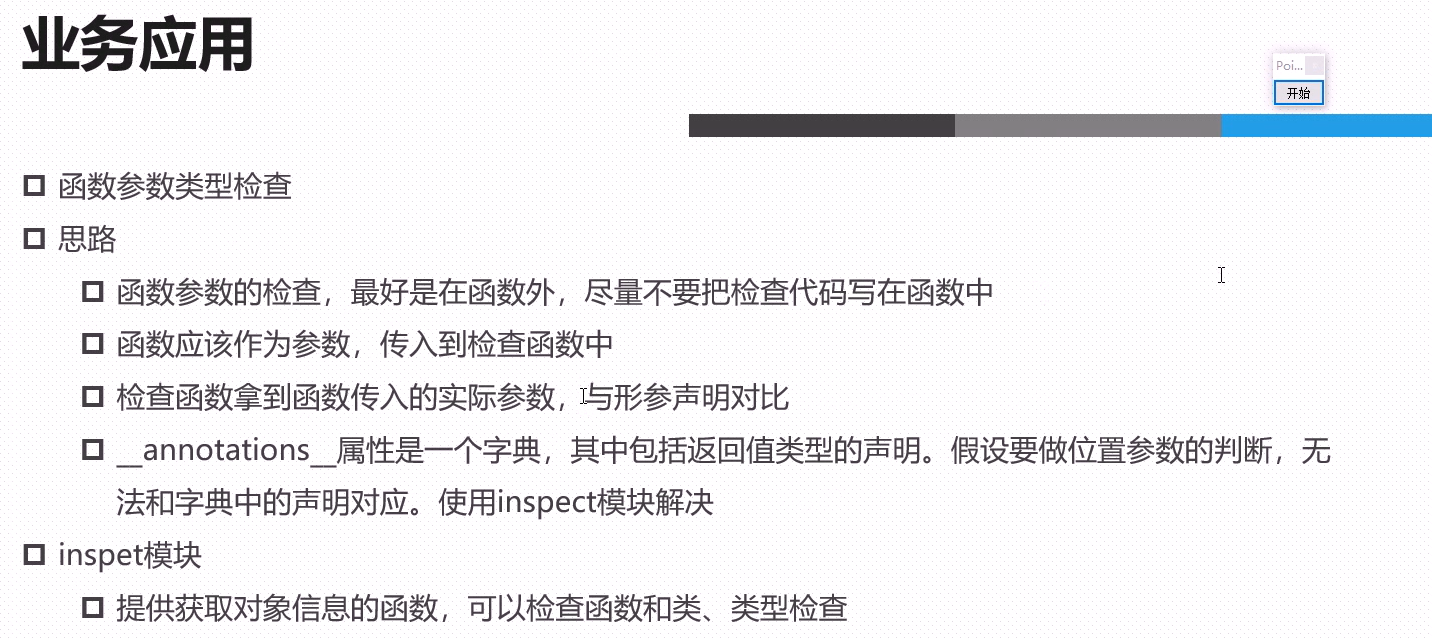 业务应用
Poi...
开始
函数参数类型检查
思路
函数参数的检查，最好是在函数外，尽量不要把检查代码写在函数中
函数应该作为参数，传入到检查函数中
检查函数拿到函数传入的实际参数，与形参声明对比
__annotations__属性是一个字典，其中包括返回值类型的声明。假设要做位置参数的判断，无
法和字典中的声明对应。使用inspect模块解决
inspet模块
提供获取对象信息的函数，可以检查函数和类、类型检查